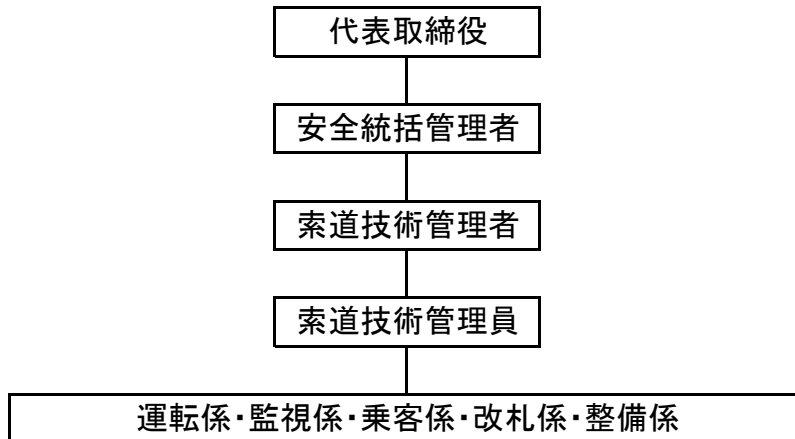 代表取締役
安全統括管理者
索道技術管理者
索道技術管理員
運転係･監視係･乗客係･改札係･整備係